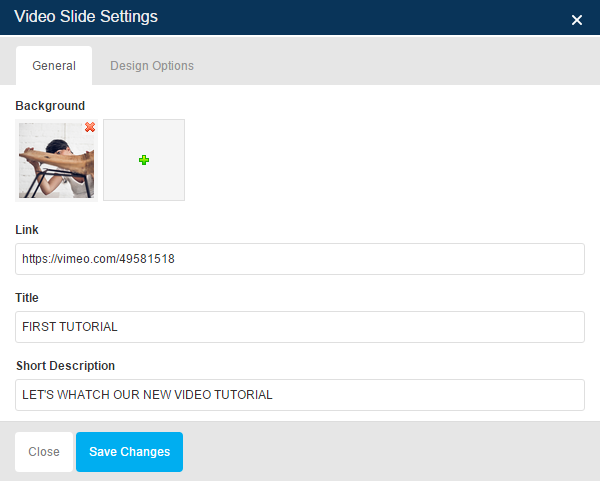 Video Slide Settings
General
Design Options
Background
Link
https://vimeo.com/49581518
Title
FIRST TUTORIAL
Short Description
LET'S WHATCH OUR NEW VIDEO TUTORIAL
Close
Save Changes